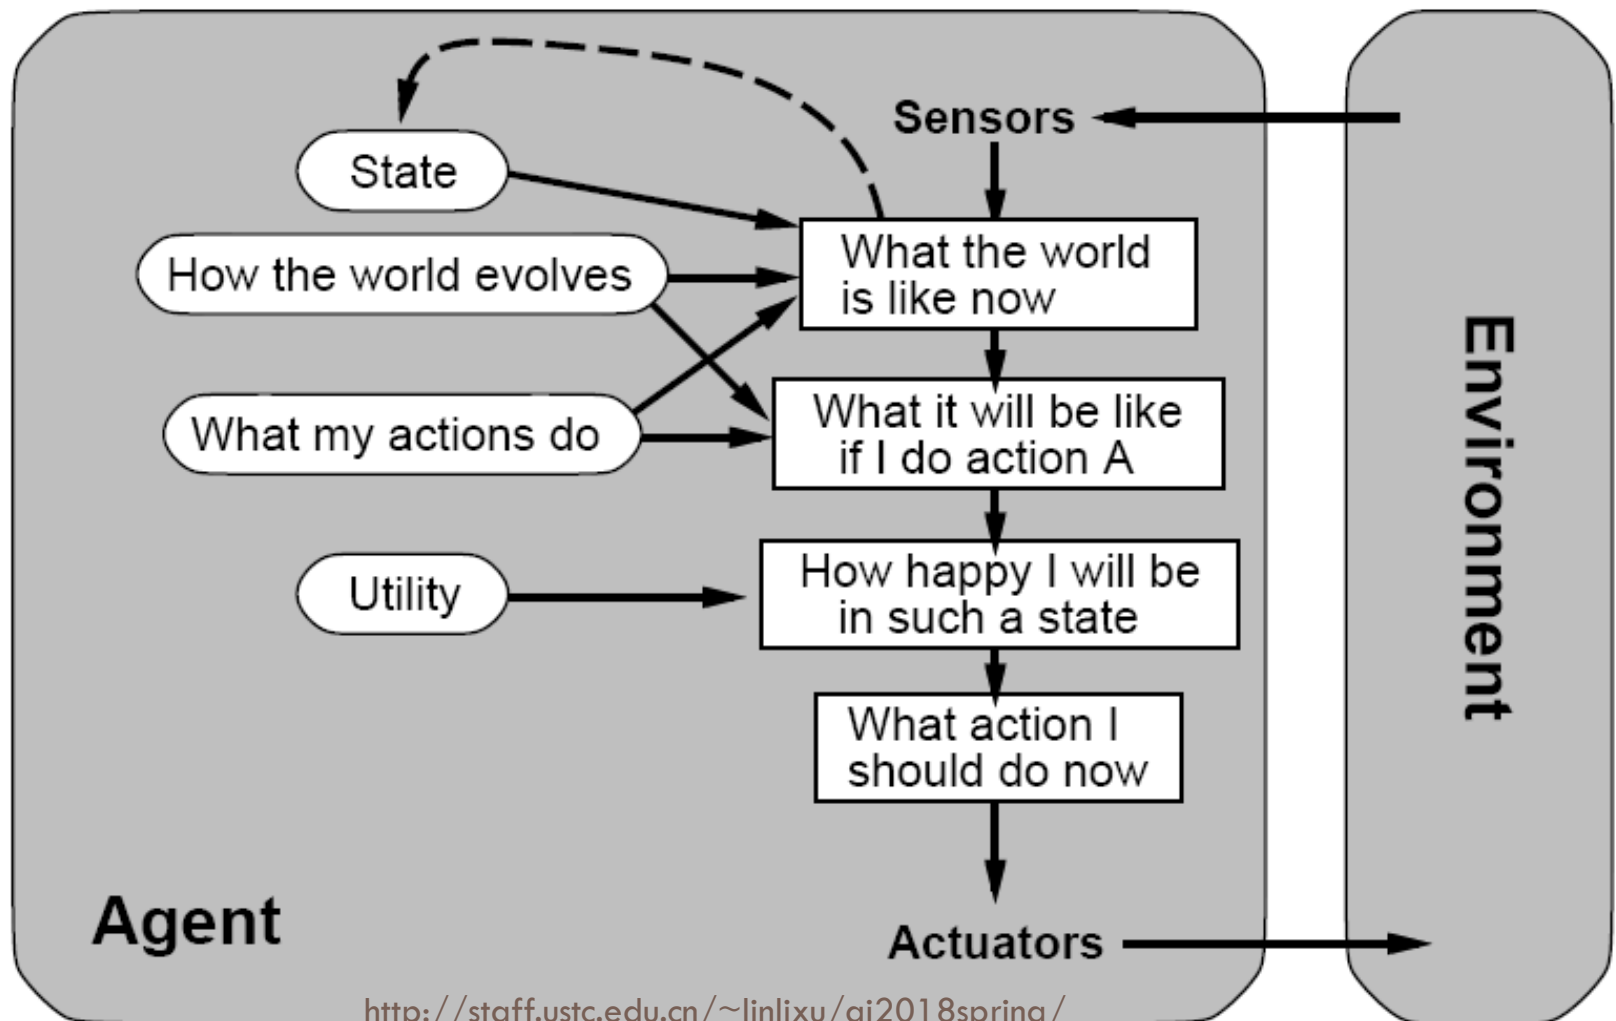 Sensors
State
What the world
is like now
How the world evolves
What it will be like
if I do action A
What my actions do
How happy I will be
in such a state
Utility
What action I
should do now
Agent
Actuators
Environment
http://staff.ustc.edu.cn/~linlixu/ai2018spring/